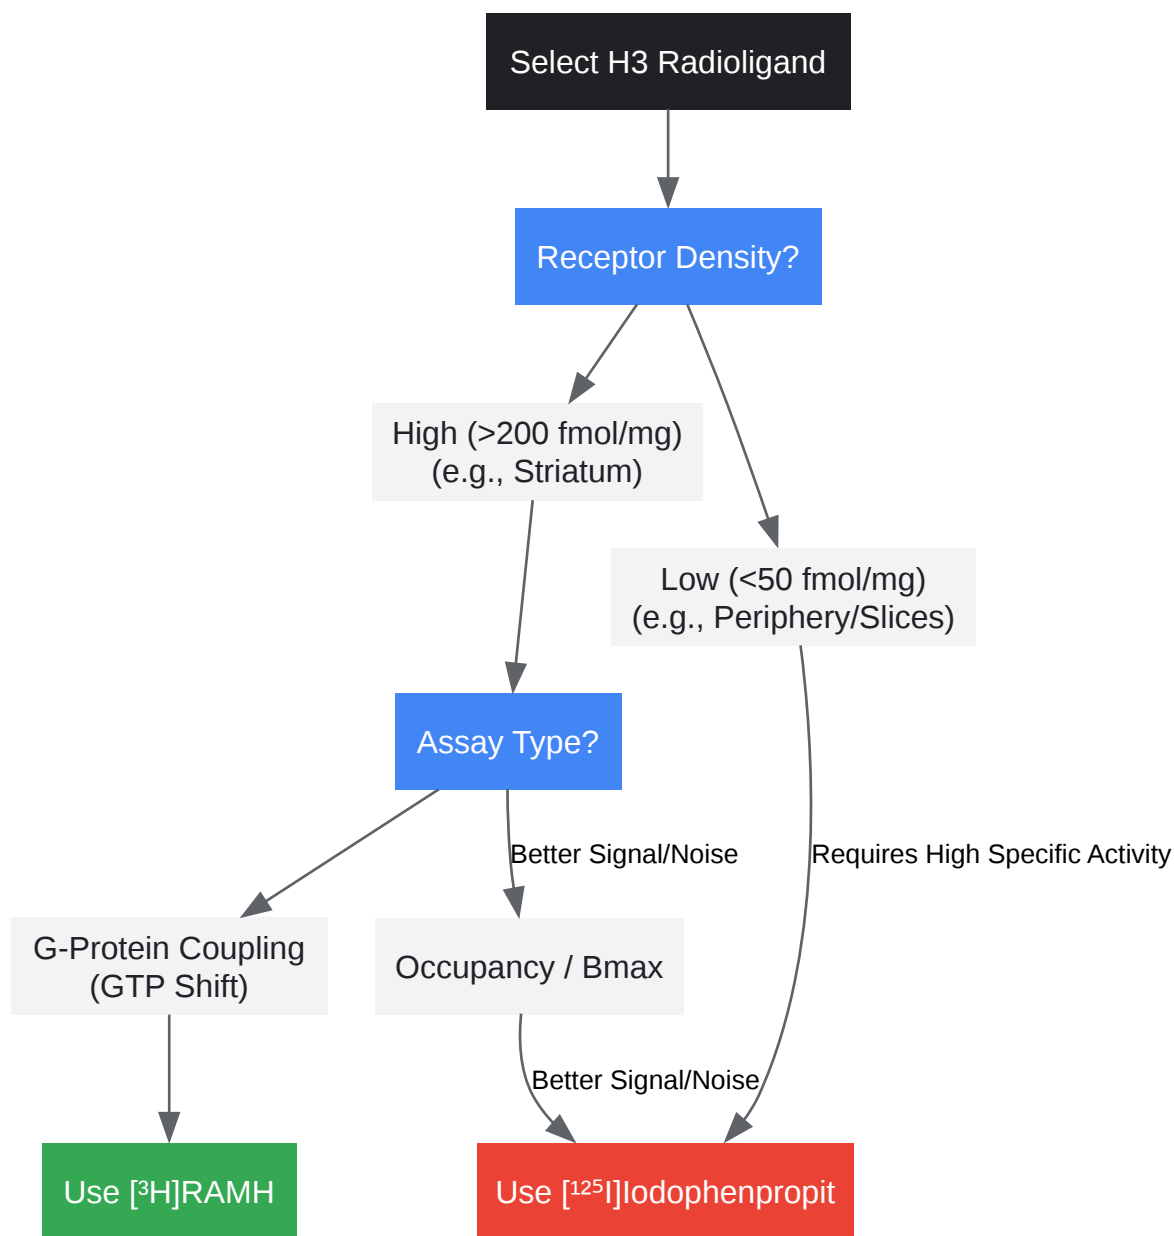 Select H3 Radioligand
Receptor Density?
High (>200 fmol/mg)
(e.g., Striatum)
Low (<50 fmol/mg)
(e.g., Periphery/Slices)
Assay Type?
Better Signal/Noise
Requires High Specific Activity
G-Protein Coupling
(GTP Shift)
Occupancy / Bmax
Better Signal/Noise
Use [³H]RAMH
Use [¹²⁵I]Iodophenpropit